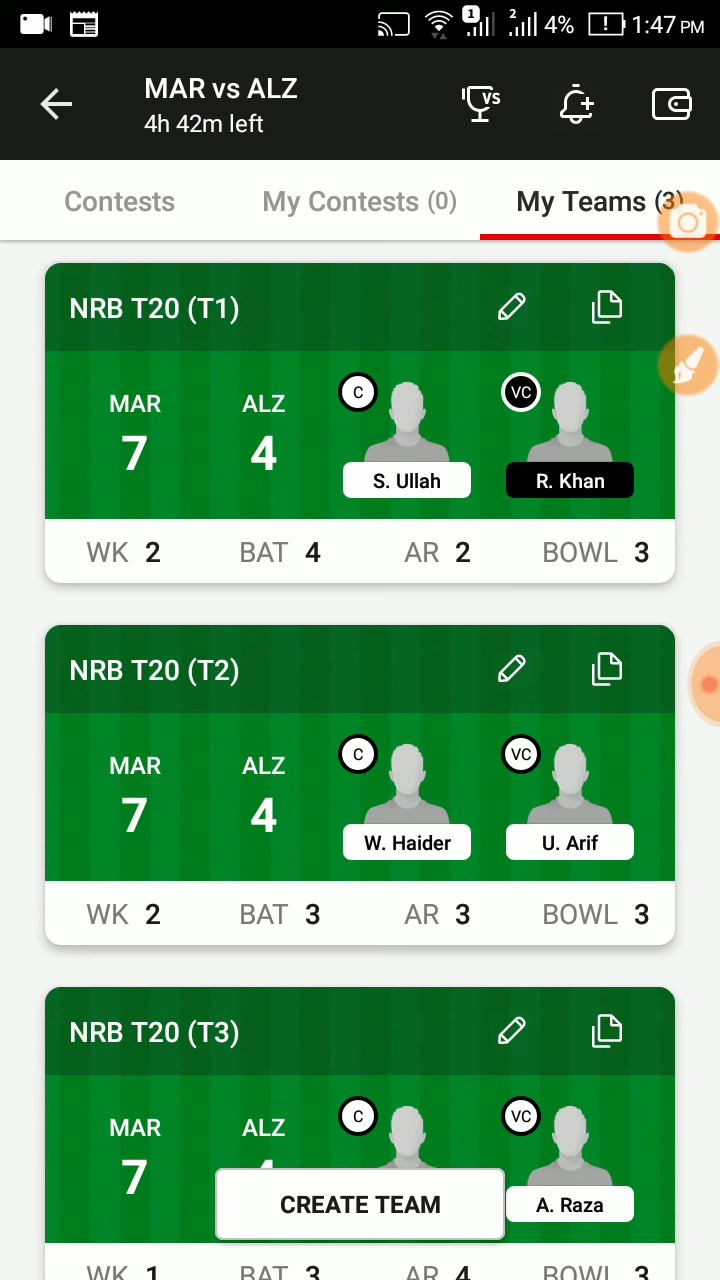 1 2 4% ! 1:47 PM
MAR vs ALZ
4h 42m left
VS
Contests My Contests (0) My Teams (3)
NRB T20 (T1)
MAR ALZ C VC
7 4
S. Ullah R. Khan
WK 2 BAT 4 AR 2 BOWL 3
NRB T20 (T2)
MAR ALZ C VC
7 4
W. Haider U. Arif
WK 2 BAT 3 AR 3 BOWL 3
NRB T20 (T3)
MAR ALZ C VC
7
CREATE TEAM A. Raza
WK 1 BAT 3 AR 4 BOWL 3